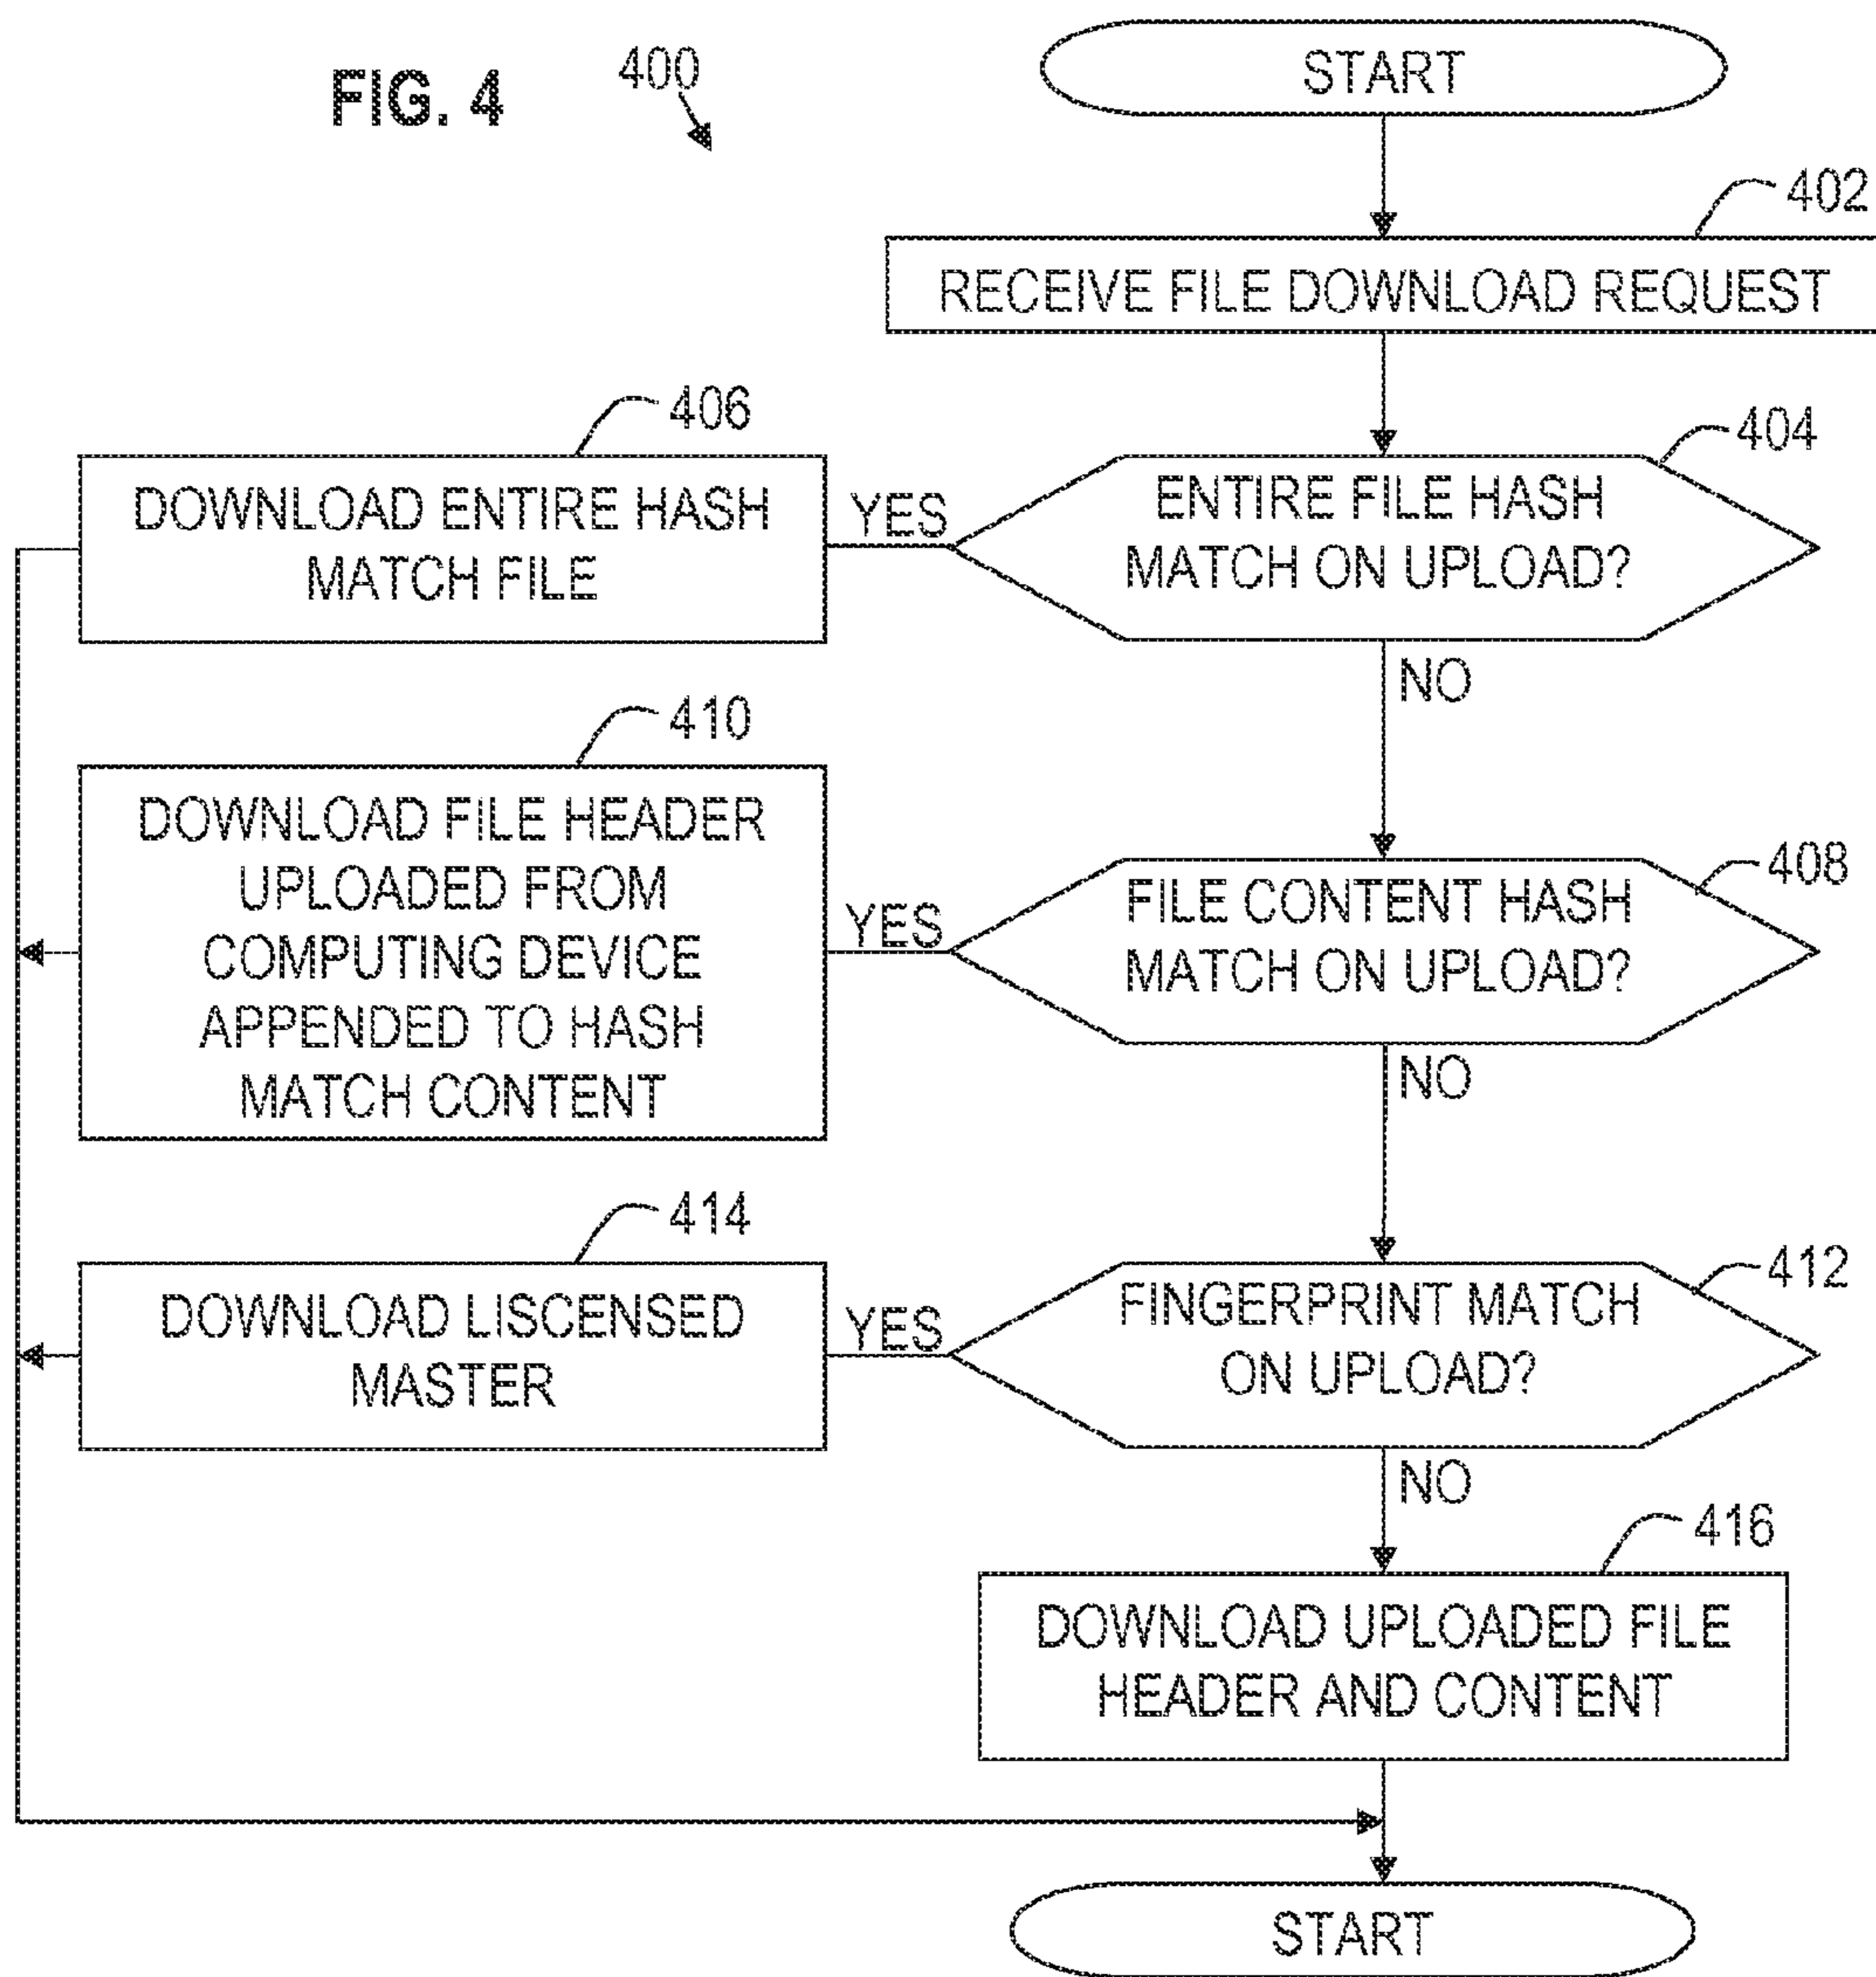 FIG. 4
400
START
402
RECEIVE FILE DOWNLOAD REQUEST
404
ENTIRE FILE HASH
MATCH ON UPLOAD?
YES
406
DOWNLOAD ENTIRE HASH
MATCH FILE
NO
408
FILE CONTENT HASH
MATCH ON UPLOAD?
YES
410
DOWNLOAD FILE HEADER
UPLOADED FROM
COMPUTING DEVICE
APPENDED TO HASH
MATCH CONTENT
NO
412
FINGERPRINT MATCH
ON UPLOAD?
YES
414
DOWNLOAD LISCENSED
MASTER
NO
416
DOWNLOAD UPLOADED FILE
HEADER AND CONTENT
START